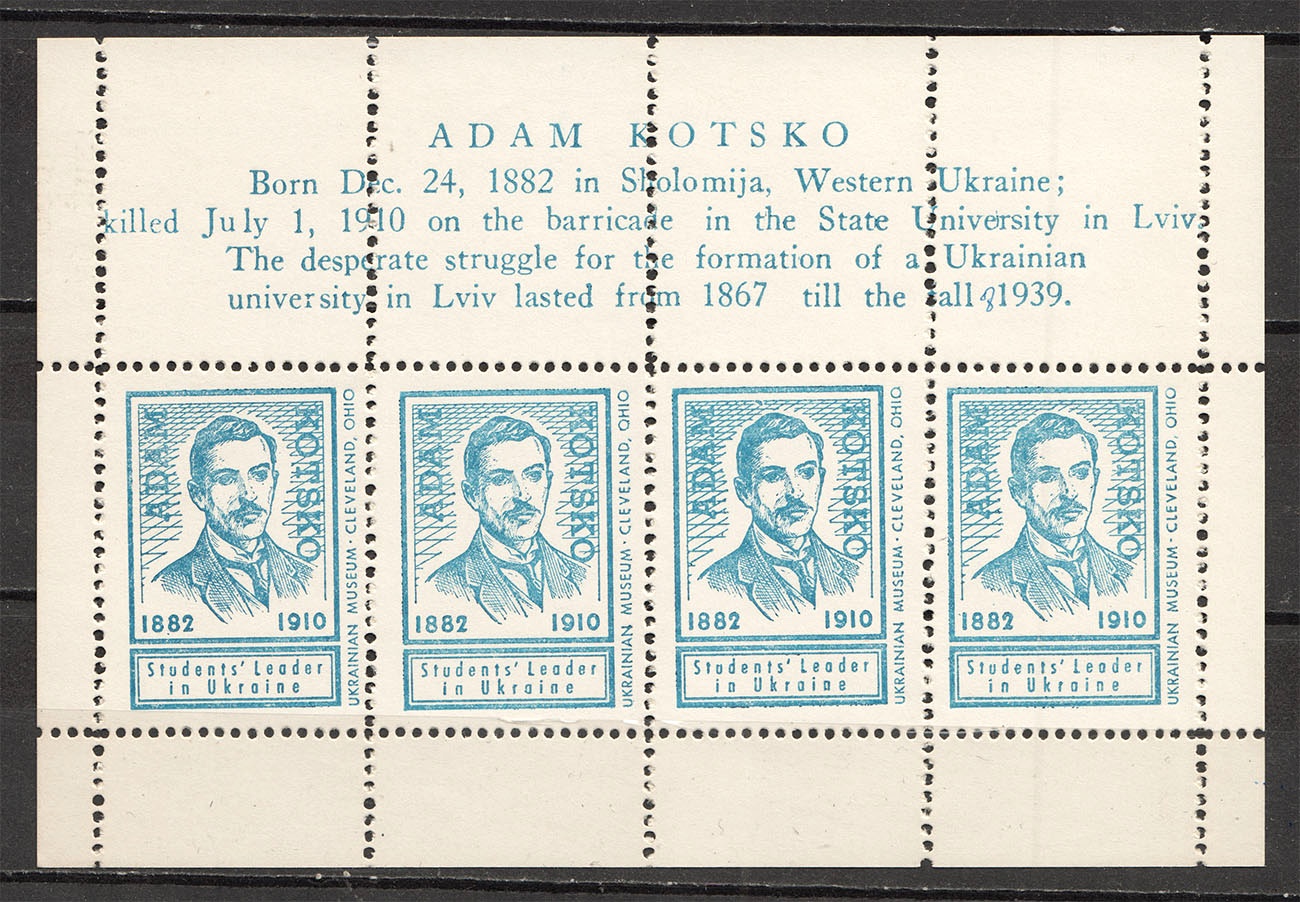 ADAM KOTSKO
Born Dec. 24, 1882 in Sholomija, Western Ukraine;
killed July 1, 1910 on the barricade in the State University in Lviv.
The desperate struggle for the formation of a Ukrainian
university in Lviv lasted from 1867 till the fall 1939.
ADAM
KOTSKO
1882 1910
Students' Leader
in Ukraine
UKRAINIAN MUSEUM · CLEVELAND, OHIO
ADAM
KOTSKO
1882 1910
Students' Leader
in Ukraine
UKRAINIAN MUSEUM · CLEVELAND, OHIO
ADAM
KOTSKO
1882 1910
Students' Leader
in Ukraine
UKRAINIAN MUSEUM · CLEVELAND, OHIO
ADAM
KOTSKO
1882 1910
Students' Leader
in Ukraine
UKRAINIAN MUSEUM · CLEVELAND, OHIO